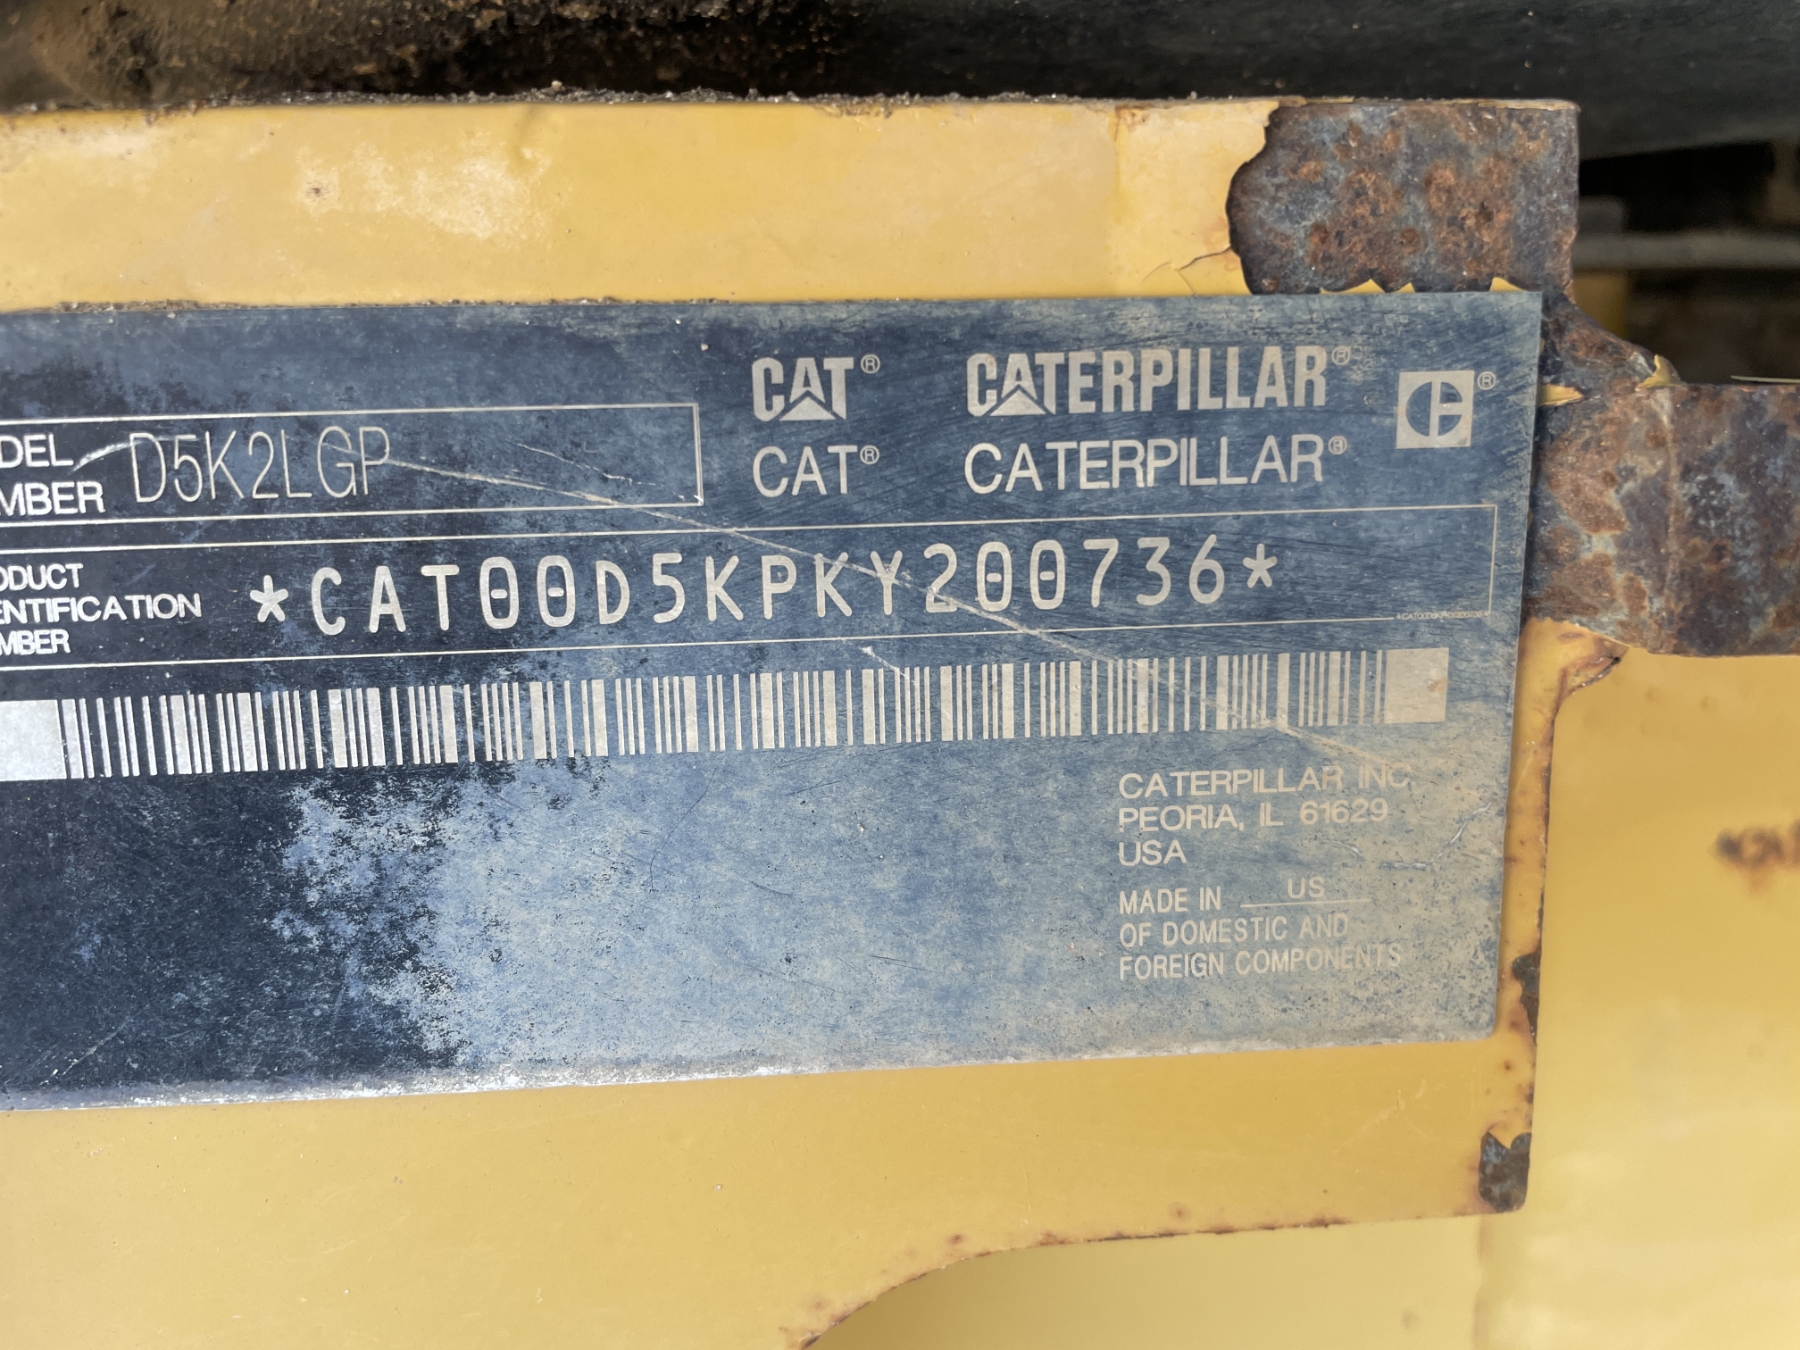 CAT® CATERPILLAR®
CAT® CATERPILLAR®
DEL
MBER D5K2LGP
ODUCT
ENTIFICATION
MBER
*CAT00D5KPKY200736*
CATERPILLAR INC.
PEORIA, IL 61629
USA
MADE IN US
OF DOMESTIC AND
FOREIGN COMPONENTS